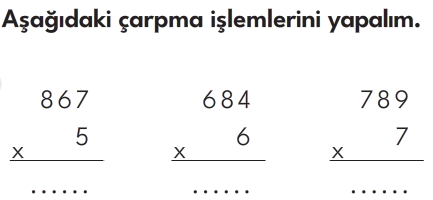 Aşağıdaki çarpma işlemlerini yapalım.
867 684 789
x 5 x 6 x 7
...... ...... ......